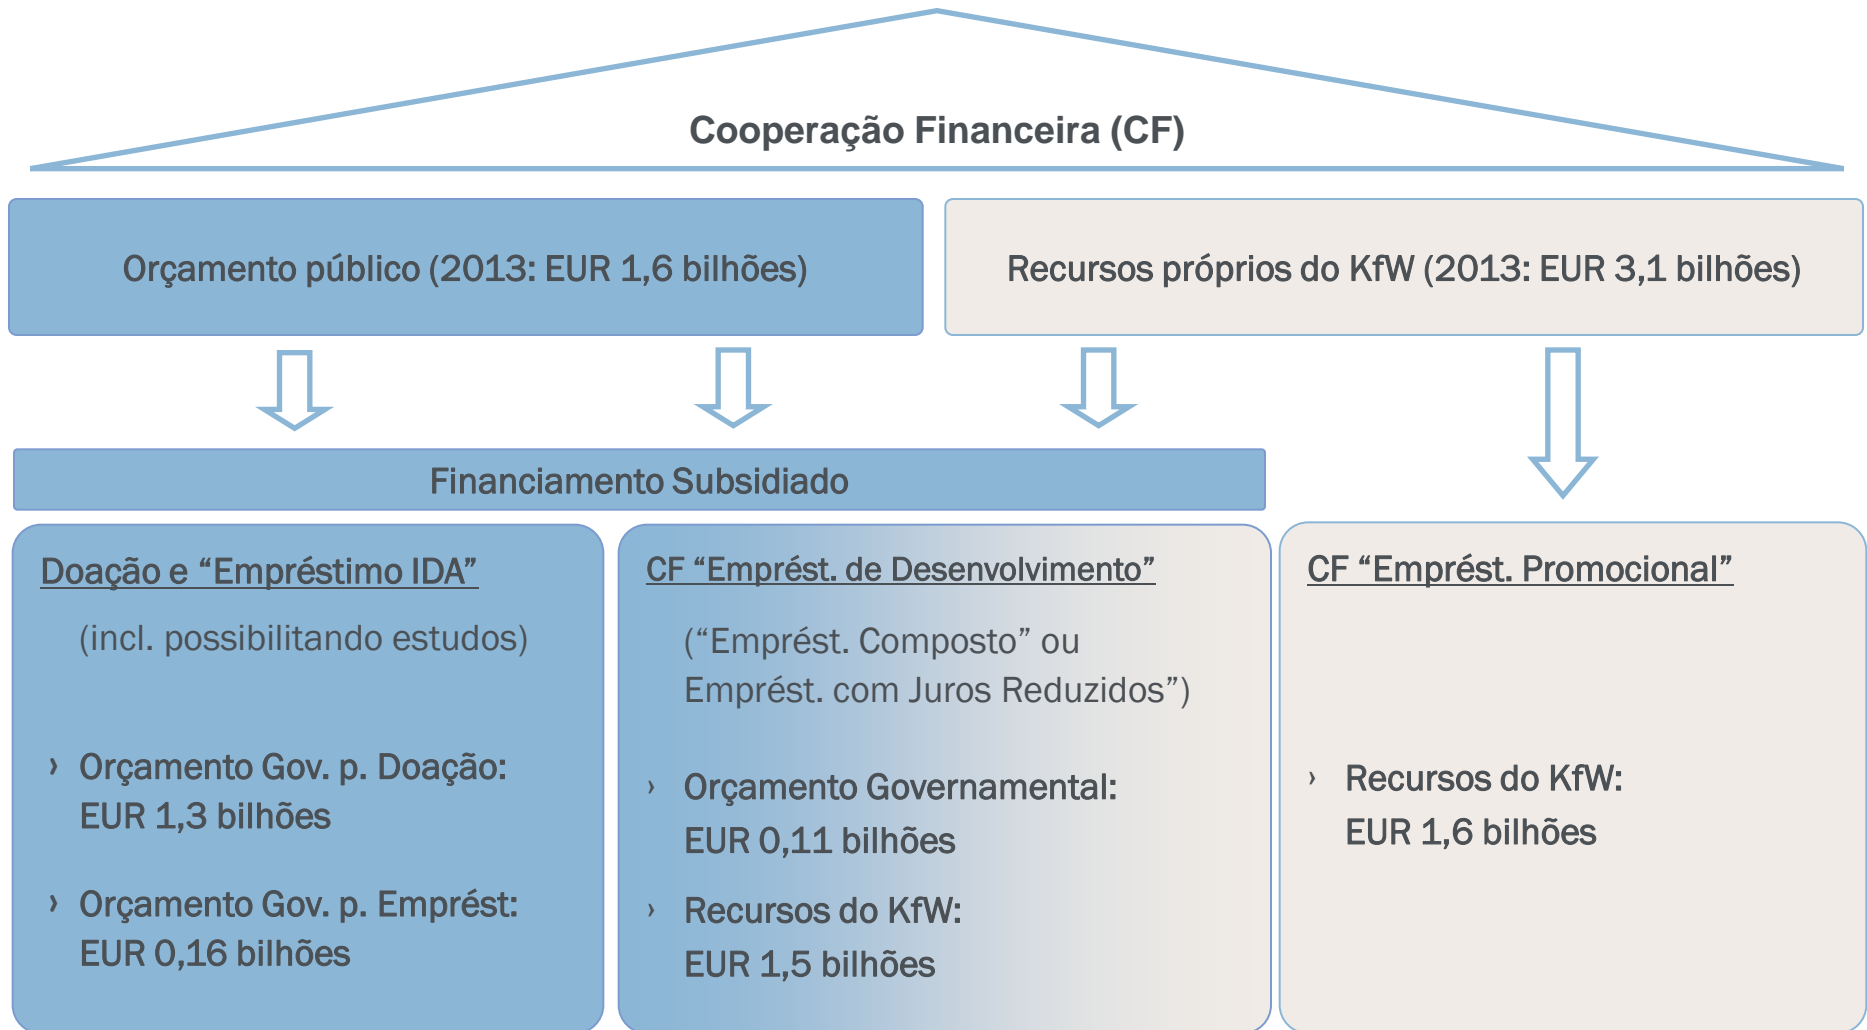 Cooperação Financeira (CF)
Orçamento público (2013: EUR 1,6 bilhões)
Recursos próprios do KfW (2013: EUR 3,1 bilhões)
Financiamento Subsidiado
Doação e “Empréstimo IDA”
(incl. possibilitando estudos)
› Orçamento Gov. p. Doação:
EUR 1,3 bilhões
› Orçamento Gov. p. Emprést:
EUR 0,16 bilhões
CF “Emprést. de Desenvolvimento”
(“Emprést. Composto” ou
Emprést. com Juros Reduzidos”)
› Orçamento Governamental:
EUR 0,11 bilhões
› Recursos do KfW:
EUR 1,5 bilhões
CF “Emprést. Promocional”
› Recursos do KfW:
EUR 1,6 bilhões